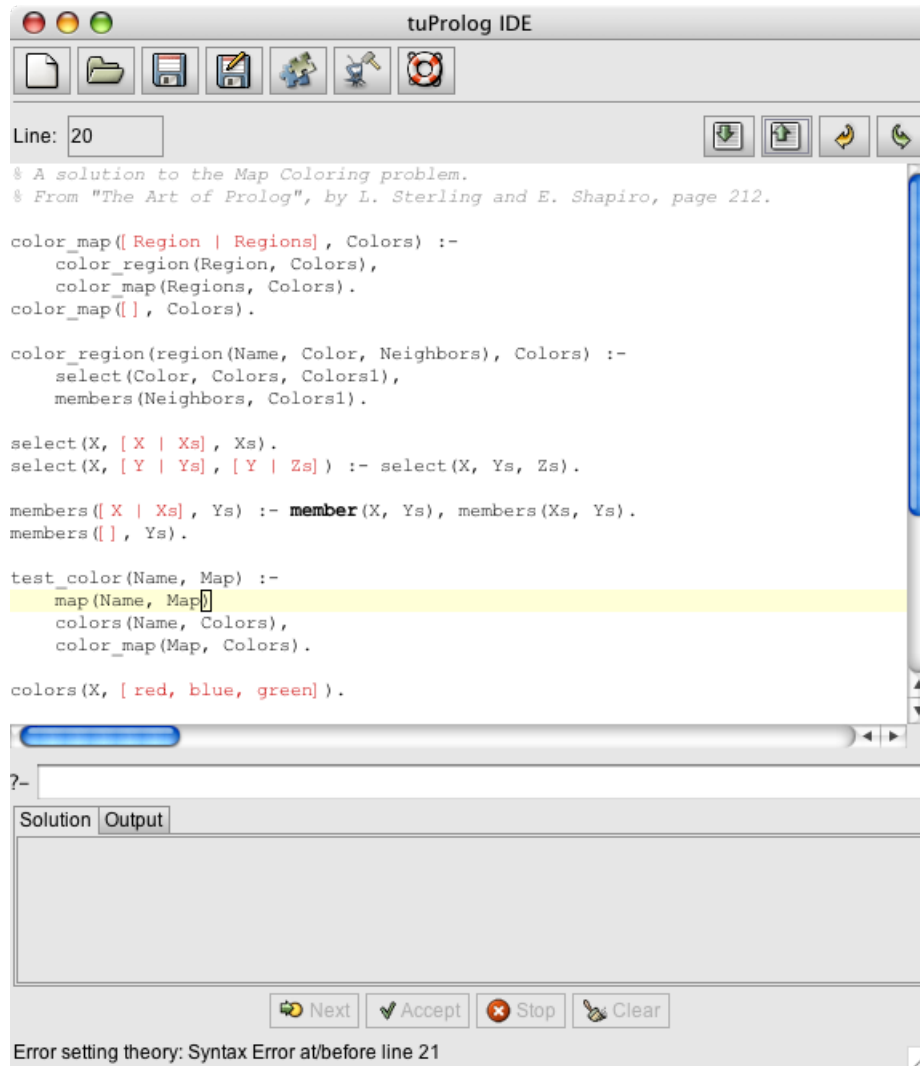 tuProlog IDE
Line: 20
% A solution to the Map Coloring problem.
% From "The Art of Prolog", by L. Sterling and E. Shapiro, page 212.
color_map([Region | Regions], Colors) :-
    color_region(Region, Colors),
    color_map(Regions, Colors).
color_map([], Colors).
color_region(region(Name, Color, Neighbors), Colors) :-
    select(Color, Colors, Colors1),
    members(Neighbors, Colors1).
select(X, [X | Xs], Xs).
select(X, [Y | Ys], [Y | Zs]) :- select(X, Ys, Zs).
members([X | Xs], Ys) :- member(X, Ys), members(Xs, Ys).
members([], Ys).
test_color(Name, Map) :-
    map(Name, Map)
    colors(Name, Colors),
    color_map(Map, Colors).
colors(X, [red, blue, green]).
?-
Solution Output
Next Accept Stop Clear
Error setting theory: Syntax Error at/before line 21